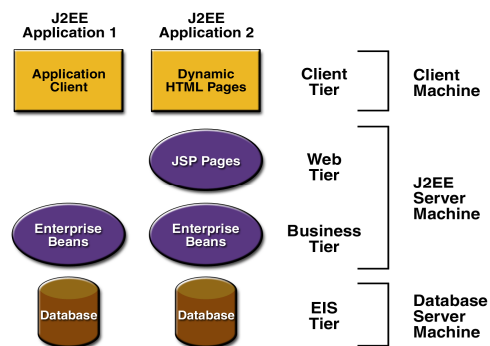 J2EE
Application 1
J2EE
Application 2
Application
Client
Dynamic
HTML Pages
Client
Tier
Client
Machine
JSP Pages
Web
Tier
J2EE
Server
Machine
Enterprise
Beans
Enterprise
Beans
Business
Tier
Database
Database
EIS
Tier
Database
Server
Machine